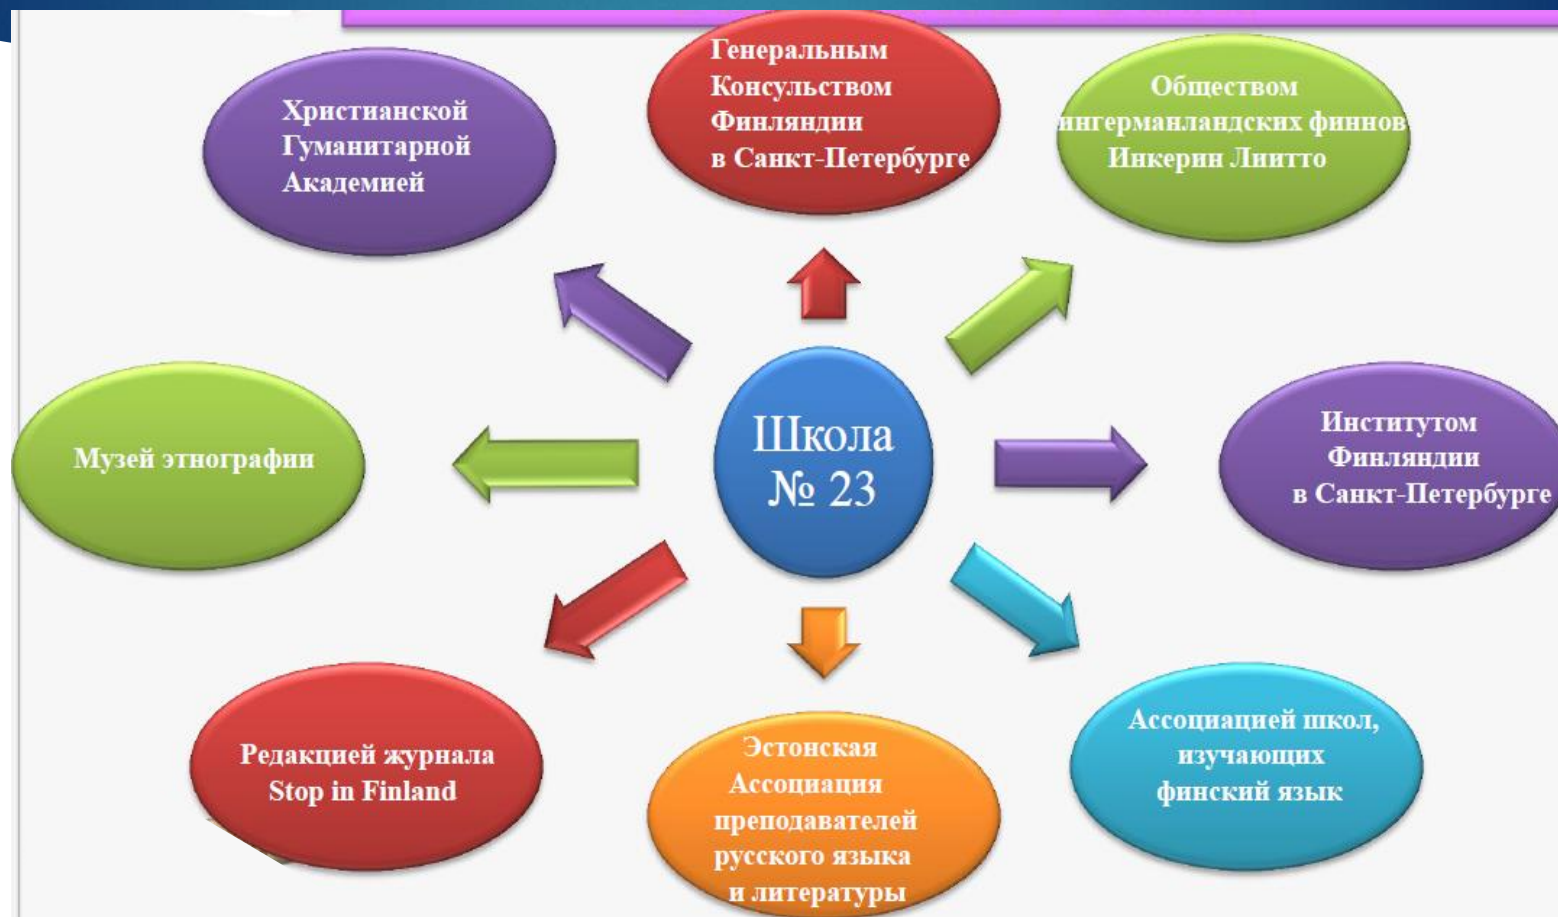 Христианской
Гуманитарной
Академией
Генеральным
Консульством
Финляндии
в Санкт-Петербурге
Обществом
ингерманландских финнов
Инкерин Лиитто
Музей этнографии
Школа
№ 23
Институтом
Финляндии
в Санкт-Петербурге
Редакцией журнала
Stop in Finland
Эстонская
Ассоциация
преподавателей
русского языка
и литературы
Ассоциацией школ,
изучающих
финский язык